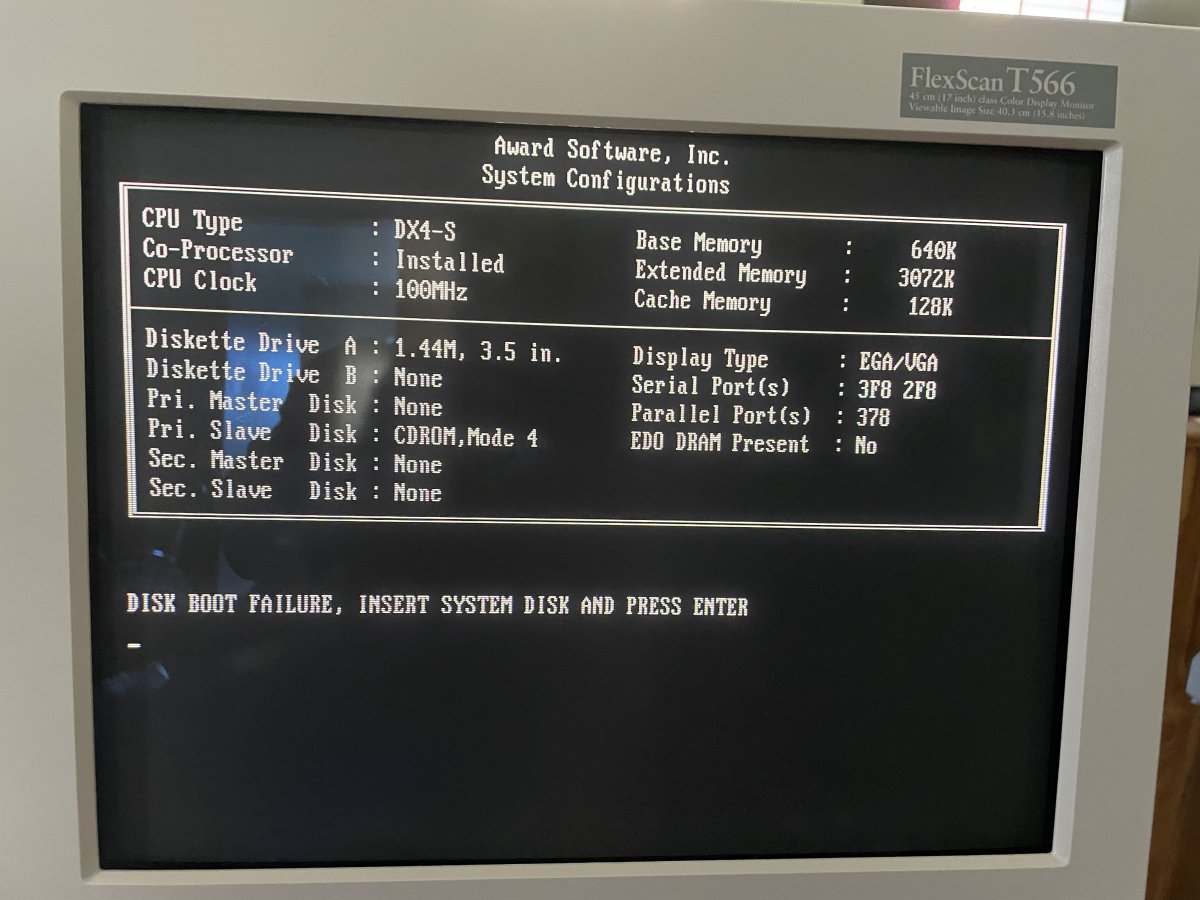 FlexScan T566
45 cm (17 inch) class Color Display Monitor
Viewable Image Size 40.3 cm (15.8 inches)
Award Software, Inc.
System Configurations
CPU Type : DX4-S
Co-Processor : Installed
CPU Clock : 100MHz
Base Memory : 640K
Extended Memory : 3072K
Cache Memory : 128K
Diskette Drive A : 1.44M, 3.5 in.
Diskette Drive B : None
Pri. Master Disk : None
Pri. Slave Disk : CDROM,Mode 4
Sec. Master Disk : None
Sec. Slave Disk : None
Display Type : EGA/VGA
Serial Port(s) : 3F8 2F8
Parallel Port(s) : 378
EDO DRAM Present : No
DISK BOOT FAILURE, INSERT SYSTEM DISK AND PRESS ENTER
_